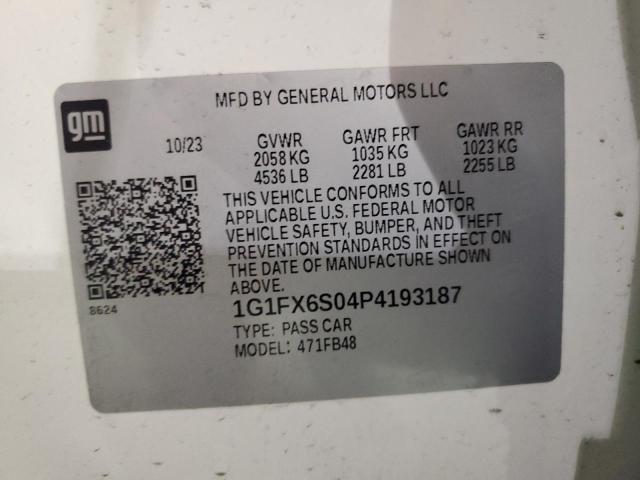 MFD BY GENERAL MOTORS LLC
gm
10/23
GVWR GAWR FRT GAWR RR
2058 KG 1035 KG 1023 KG
4536 LB 2281 LB 2255 LB
THIS VEHICLE CONFORMS TO ALL
APPLICABLE U.S. FEDERAL MOTOR
VEHICLE SAFETY, BUMPER, AND THEFT
PREVENTION STANDARDS IN EFFECT ON
THE DATE OF MANUFACTURE SHOWN
ABOVE.
8624
1G1FX6S04P4193187
TYPE: PASS CAR
MODEL: 471FB48